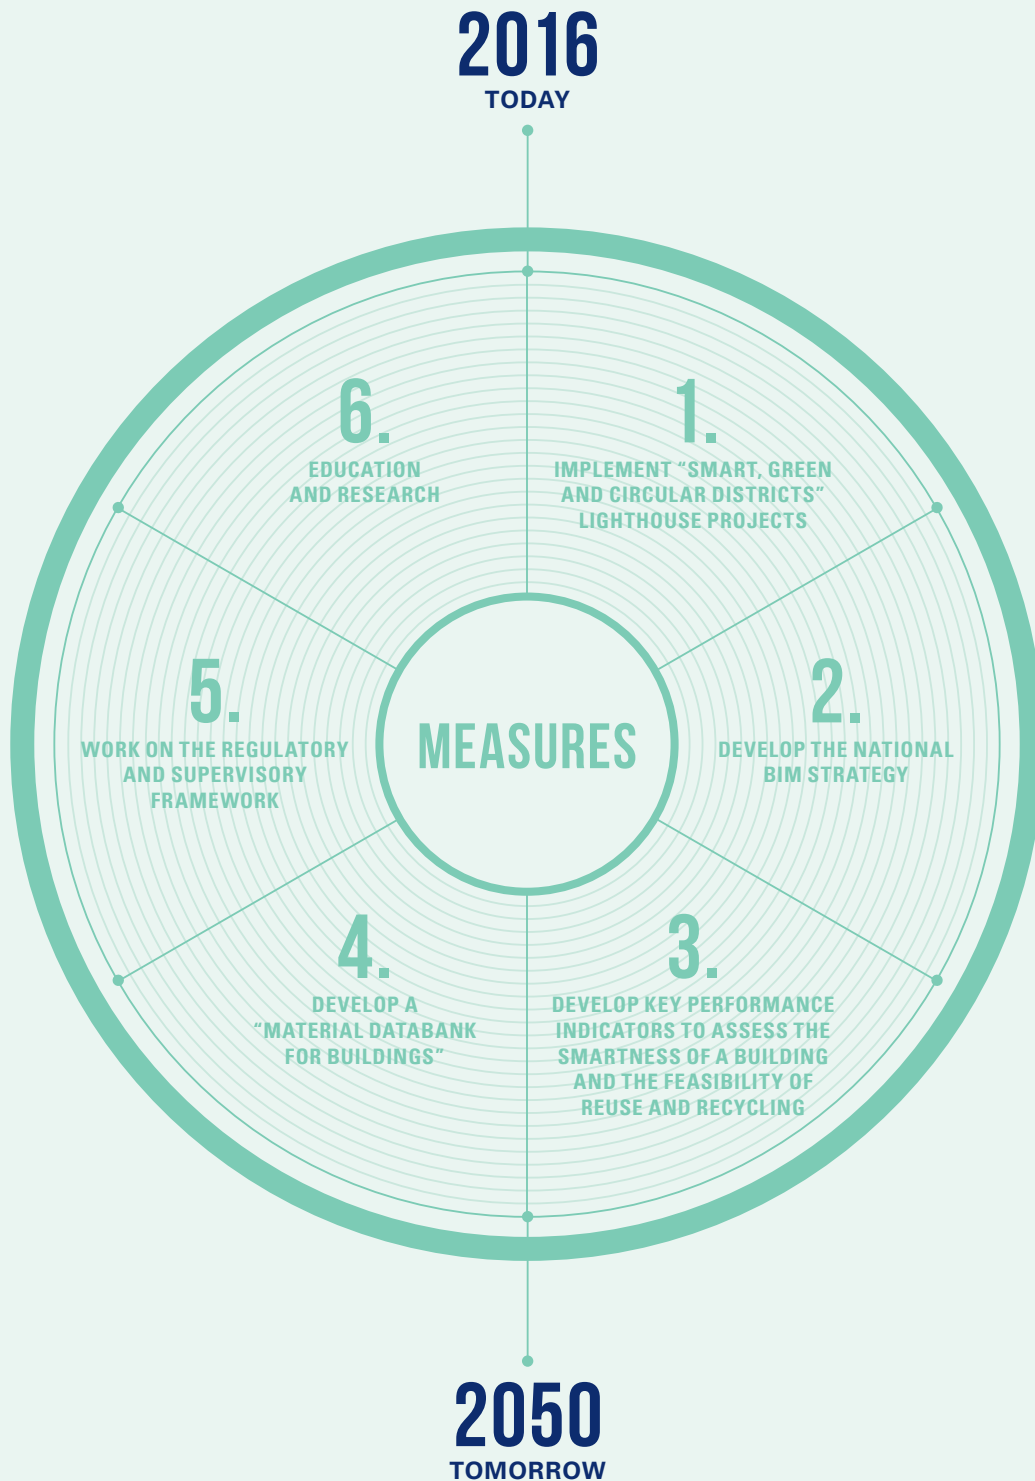 2016
TODAY
1.
IMPLEMENT “SMART, GREEN
AND CIRCULAR DISTRICTS”
LIGHTHOUSE PROJECTS
2.
DEVELOP THE NATIONAL
BIM STRATEGY
3.
DEVELOP KEY PERFORMANCE
INDICATORS TO ASSESS THE
SMARTNESS OF A BUILDING
AND THE FEASIBILITY OF
REUSE AND RECYCLING
4.
DEVELOP A
“MATERIAL DATABANK
FOR BUILDINGS”
5.
WORK ON THE REGULATORY
AND SUPERVISORY
FRAMEWORK
6.
EDUCATION
AND RESEARCH
MEASURES
2050
TOMORROW